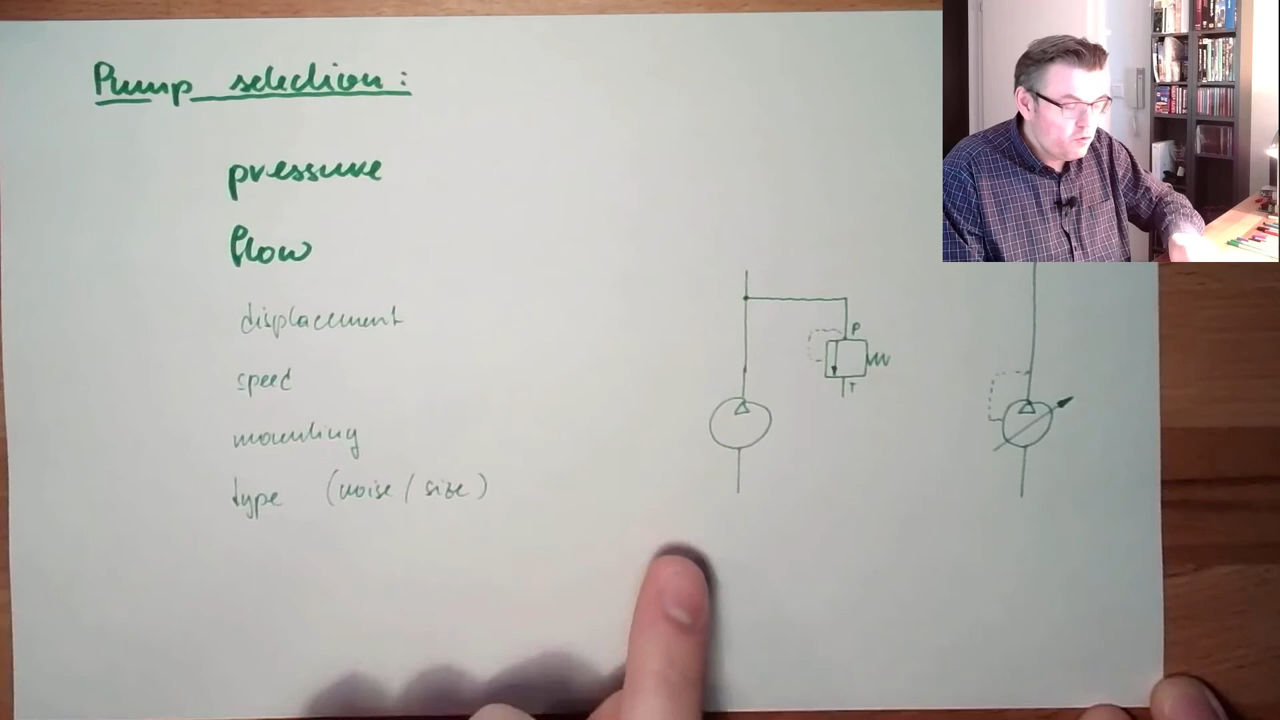 Pump selection:
pressure
flow
displacement
speed
mounting
type (noise / size)
P
T